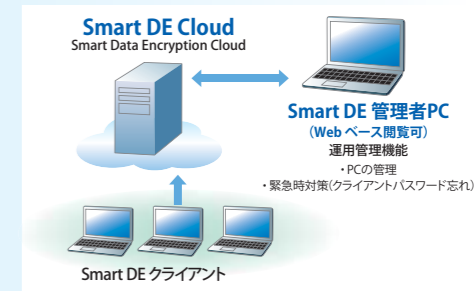 Smart DE Cloud
Smart Data Encryption Cloud
Smart DE 管理者PC
(Web ベース閲覧可)
運用管理機能
・PCの管理
・緊急時対策(クライアントパスワード忘れ)
Smart DE クライアント